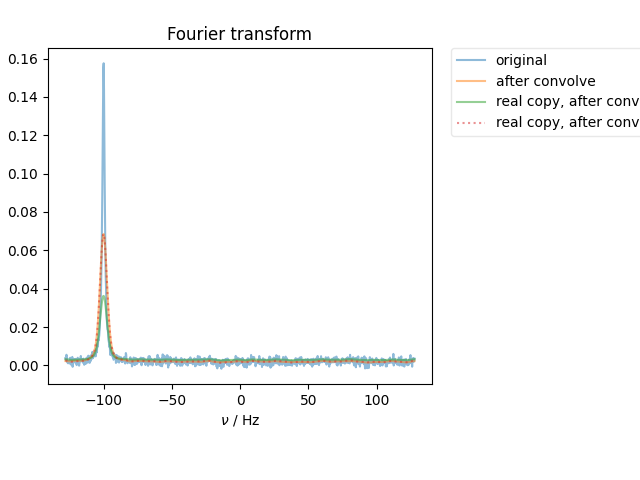 Fourier transform
0.16
0.14
0.12
0.10
0.08
0.06
0.04
0.02
0.00
−100
−50
0
50
100
ν / Hz
original
after convolve
real copy, after conv
real copy, after conv